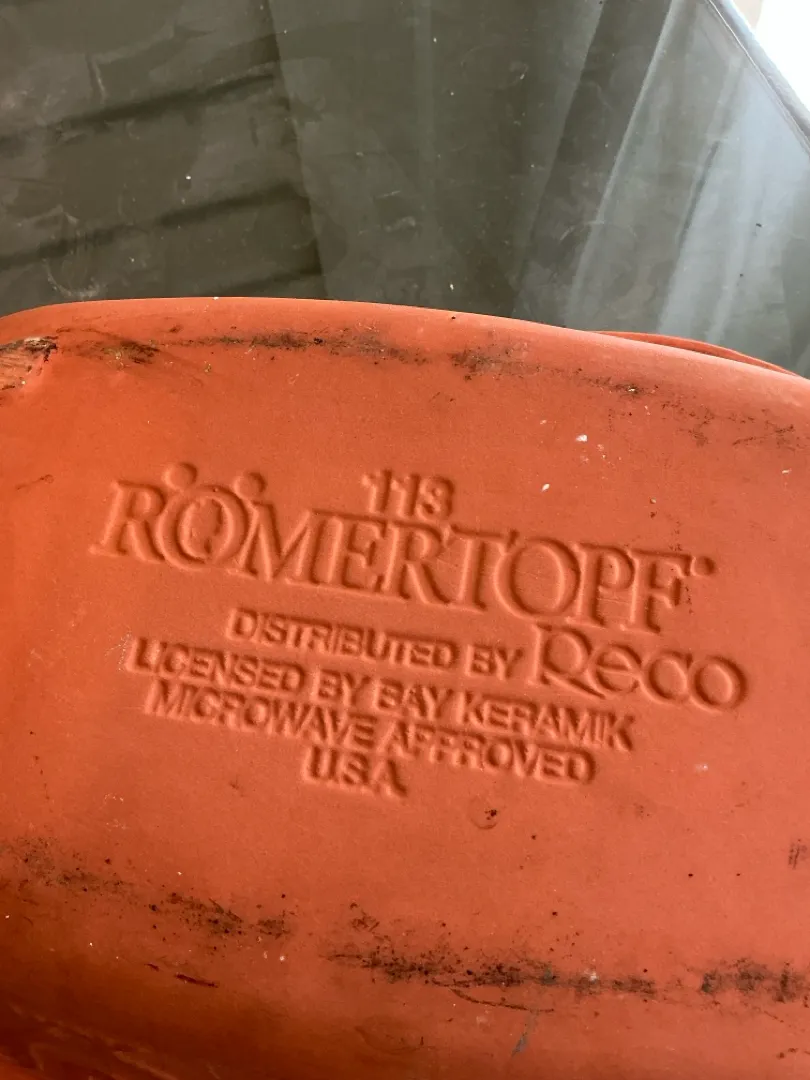 113
RÖMERTOPF®
DISTRIBUTED BY Reco
LICENSED BY BAY KERAMIK
MICROWAVE APPROVED
U.S.A.